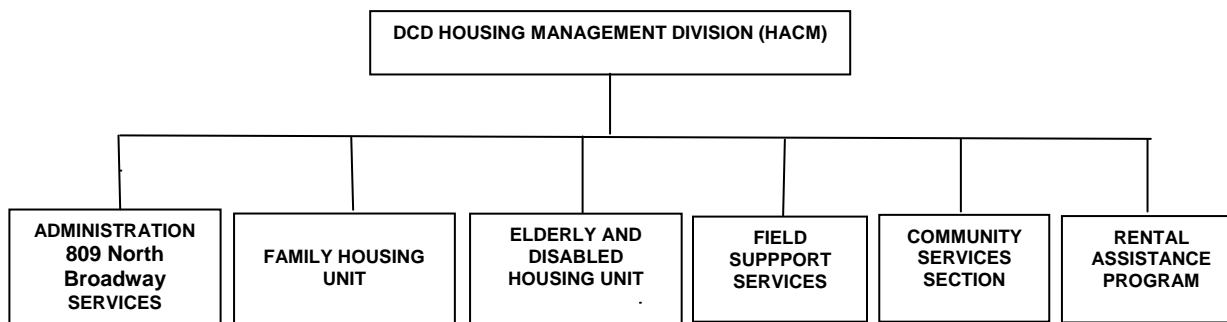 DCD HOUSING MANAGEMENT DIVISION (HACM)
ADMINISTRATION
809 North
Broadway
SERVICES
FAMILY HOUSING
UNIT
ELDERLY AND
DISABLED
HOUSING UNIT
FIELD
SUPPPORT
SERVICES
COMMUNITY
SERVICES
SECTION
RENTAL
ASSISTANCE
PROGRAM